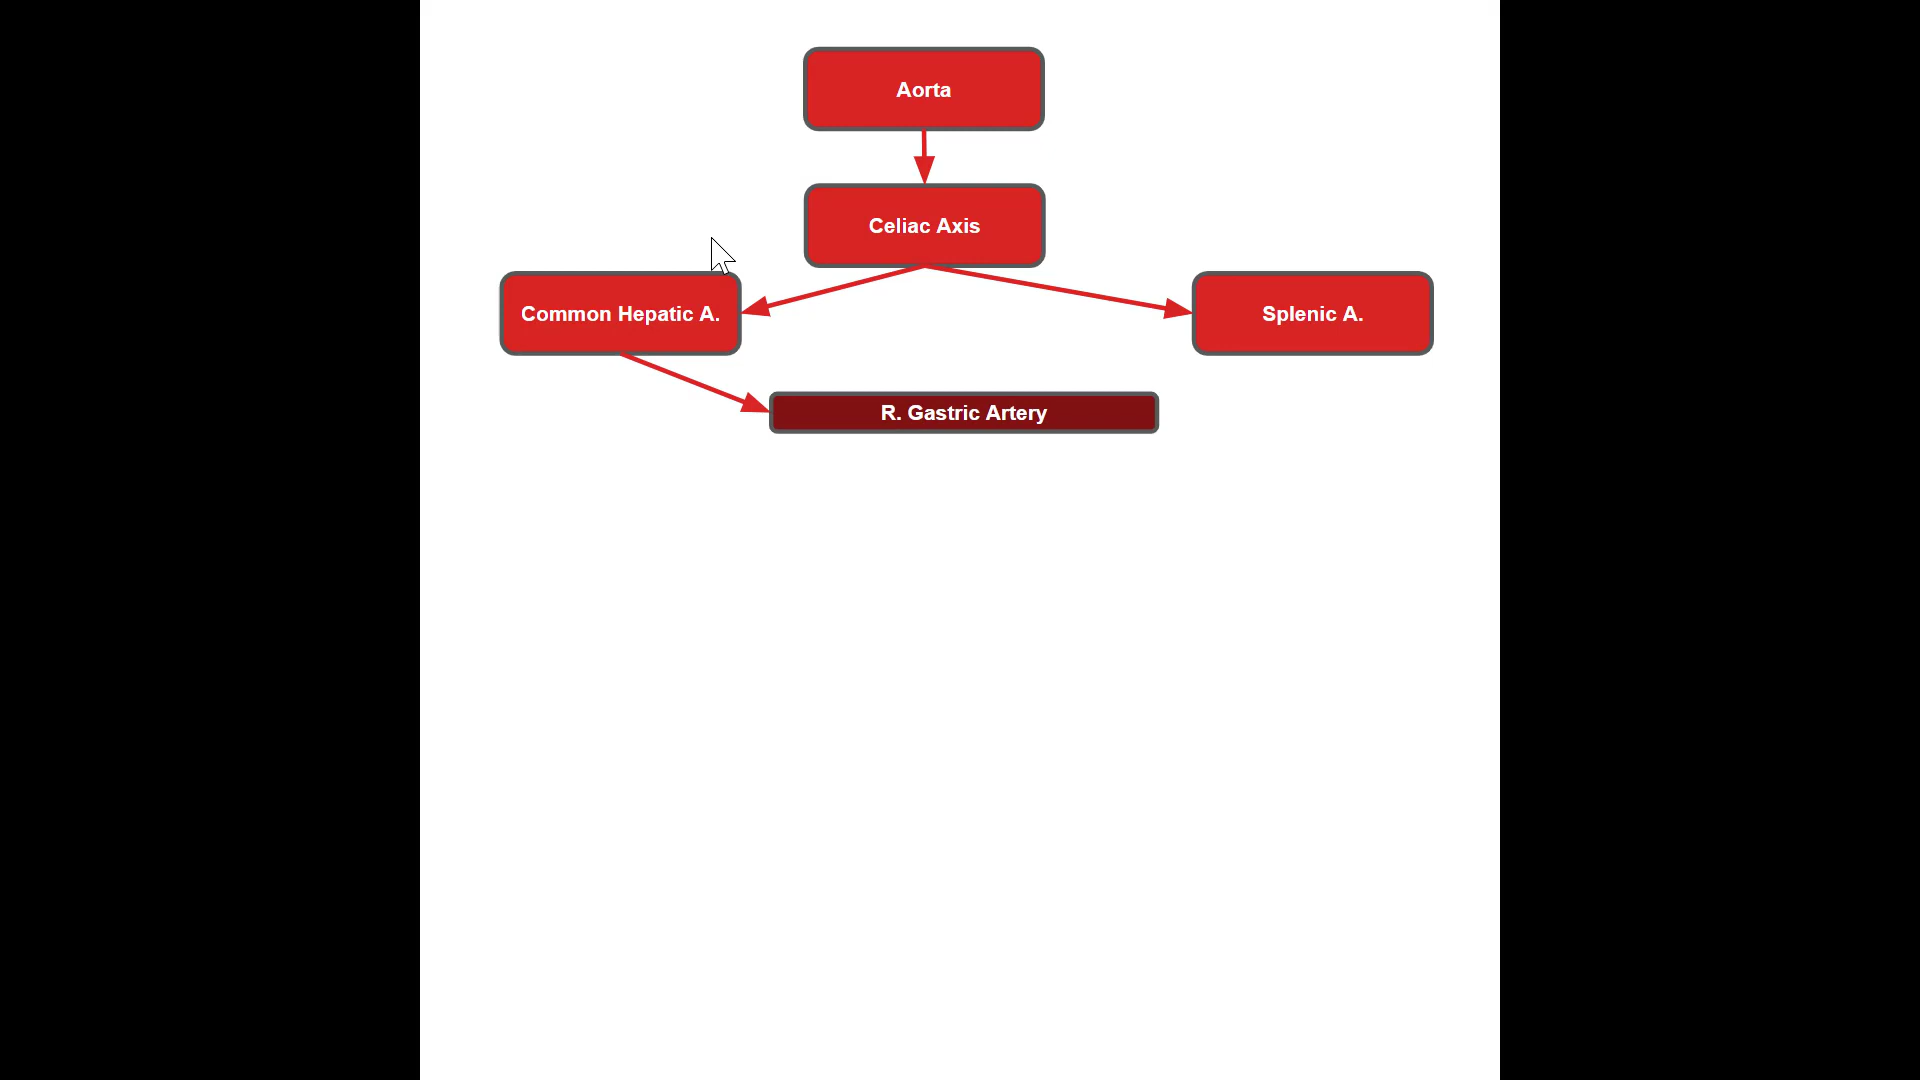 Aorta
Celiac Axis
Common Hepatic A.
Splenic A.
R. Gastric Artery